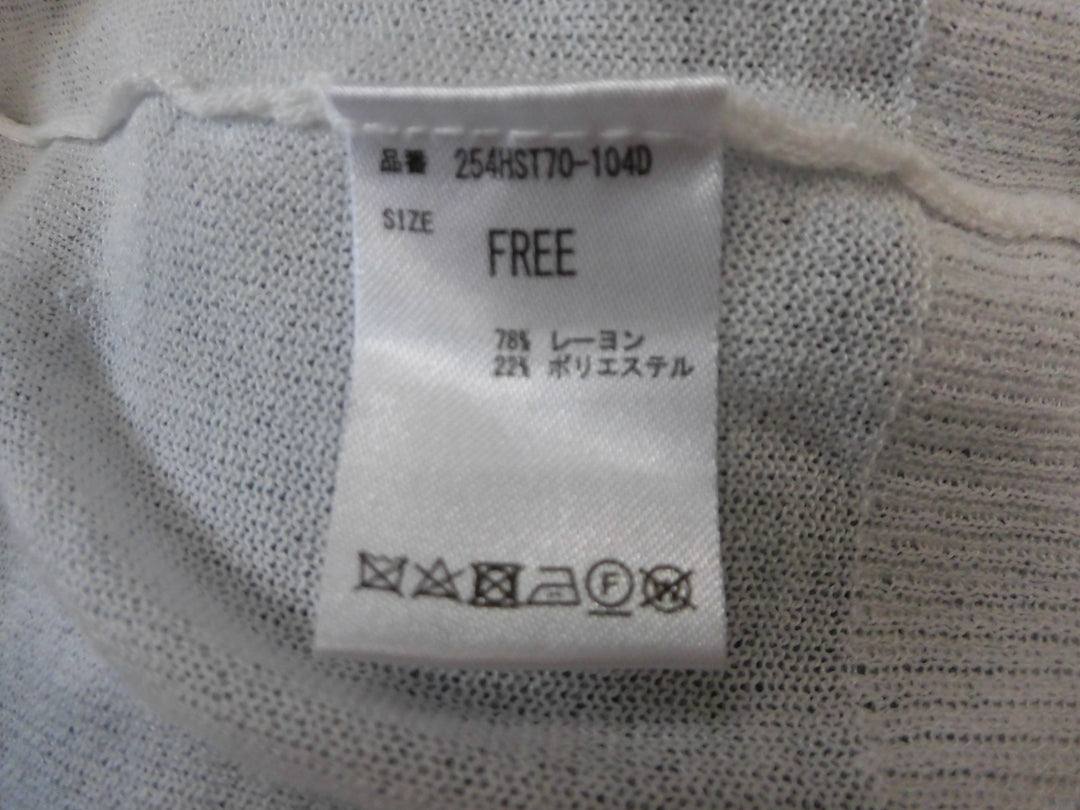 品番 254HST70-104D
SIZE FREE
78% レーヨン
22% ポリエステル
F W